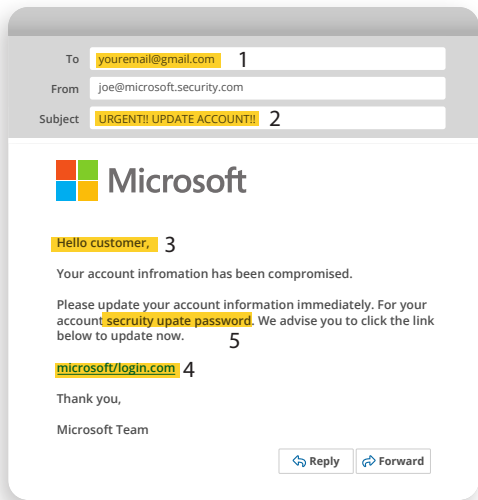 To youremail@gmail.com 1
From joe@microsoft.security.com
Subject URGENT!! UPDATE ACCOUNT!! 2
Microsoft
Hello customer, 3
Your account infromation has been compromised.
Please update your account information immediately. For your
account secruity upate password. We advise you to click the link
below to update now. 5
microsoft/login.com 4
Thank you,
Microsoft Team
Reply Forward